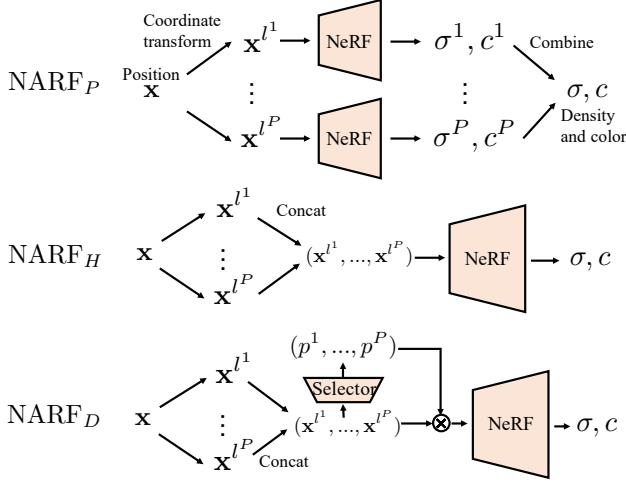 Coordinate
transform
NARF_P
Position
x
x^{l^1}
NeRF
σ^1, c^1
Combine
⋮
⋮
σ, c
Density
and color
x^{l^P}
NeRF
σ^P, c^P
NARF_H
x
x^{l^1}
Concat
⋮
(x^{l^1}, ..., x^{l^P})
NeRF
σ, c
x^{l^P}
NARF_D
x
x^{l^1}
⋮
x^{l^P}
Concat
(p^1, ..., p^P)
Selector
(x^{l^1}, ..., x^{l^P})
⊗
NeRF
σ, c